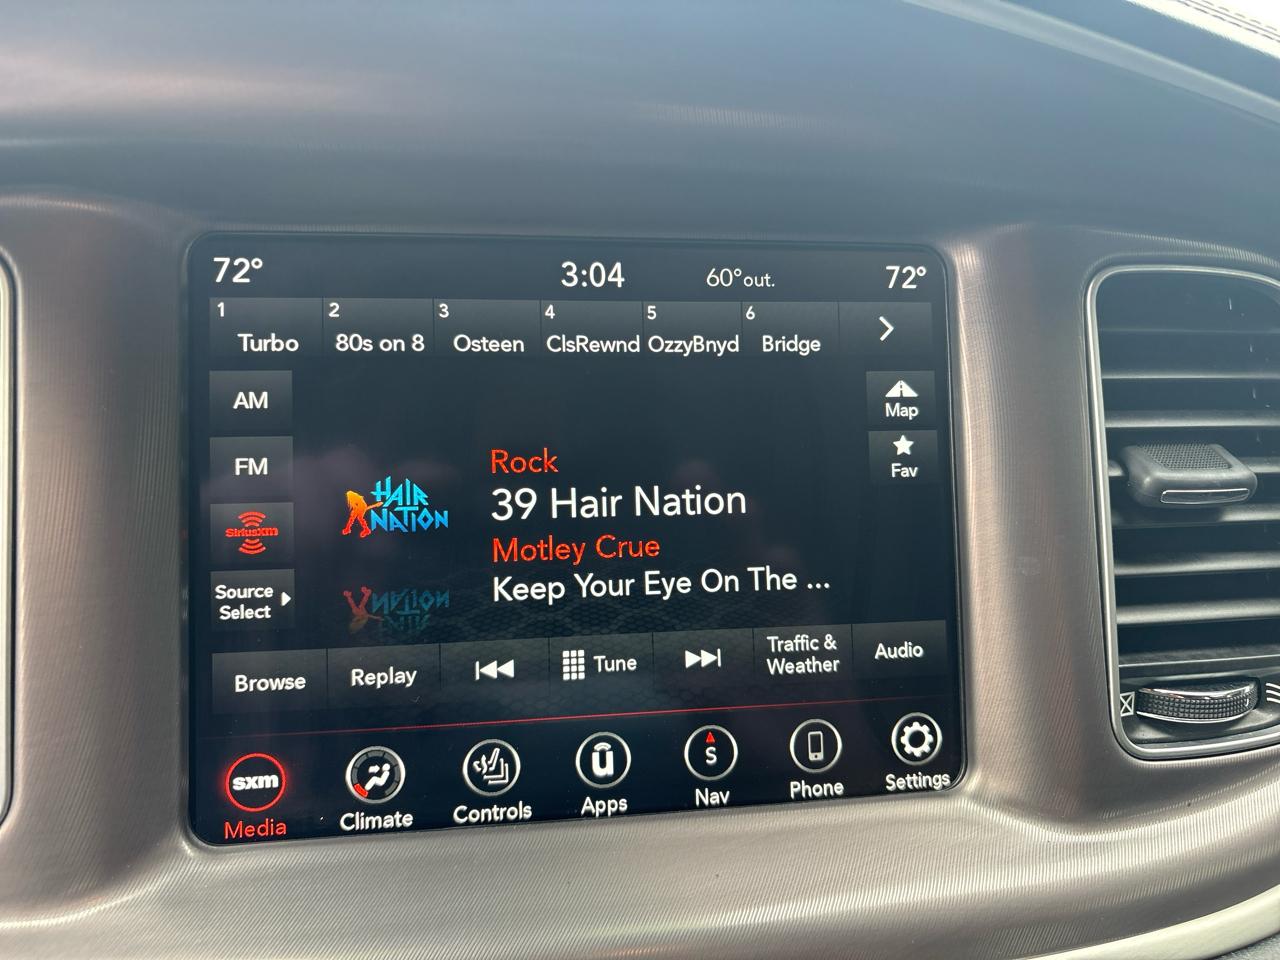 72° 3:04 60°out. 72°
1 2 3 4 5 6
Turbo 80s on 8 Osteen ClsRewnd OzzyBnyd Bridge
AM
Map
FM
Fav
Rock
HAIR
NATION
39 Hair Nation
SiriusXM
Motley Crue
Keep Your Eye On The ...
Source
Select
Browse Replay Tune
Traffic &
Weather
Audio
sxm
Media
Climate
Controls
u
Apps
S
Nav
Phone
Settings